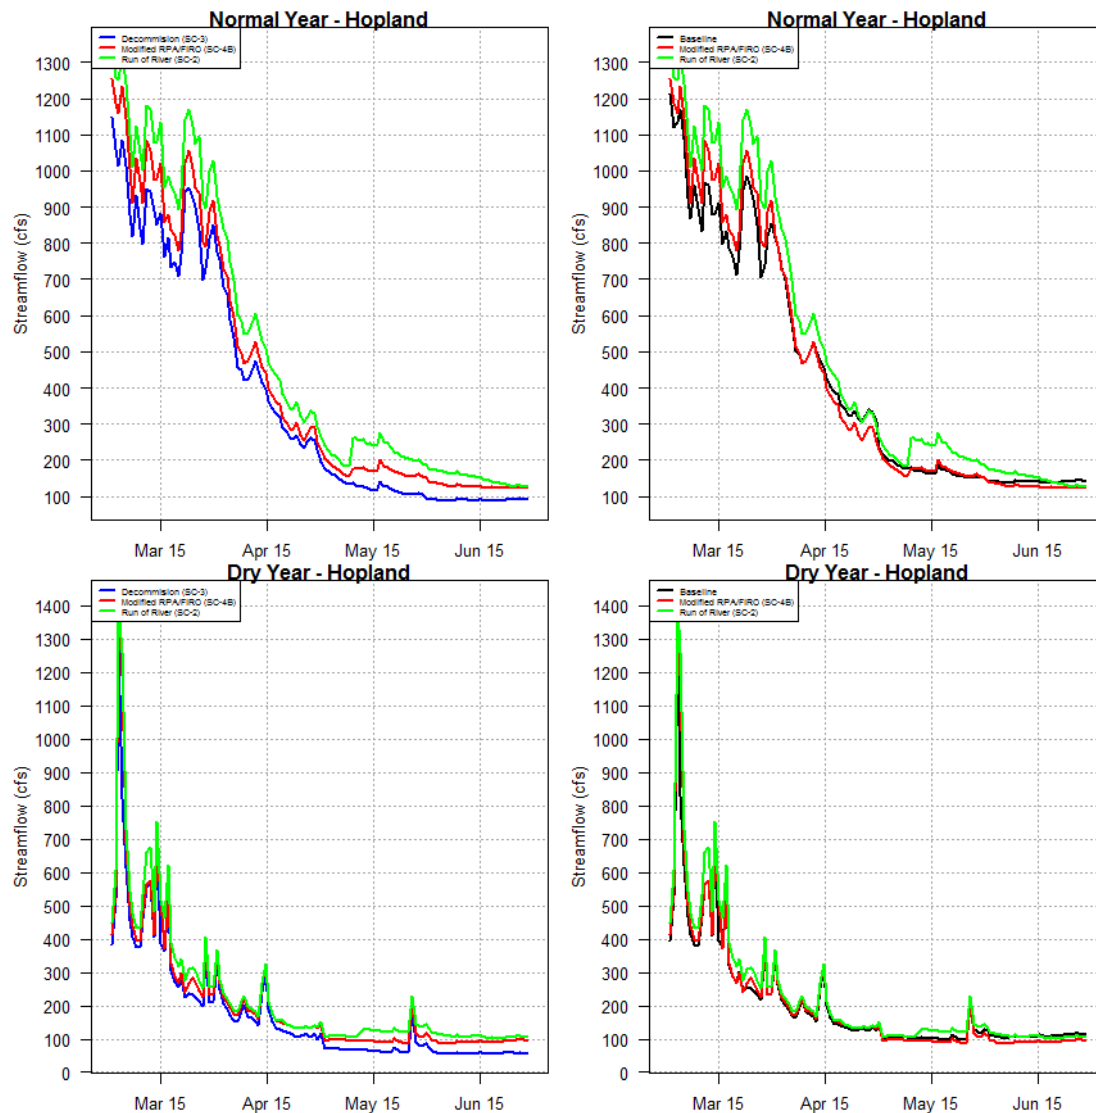 Normal Year - Hopland
Decommision (SC-3)
Modified RPA/FIRO (SC-4B)
Run of River (SC-2)
Streamflow (cfs)
1300
1200
1100
1000
900
800
700
600
500
400
300
200
100
Mar 15 Apr 15 May 15 Jun 15
Normal Year - Hopland
Baseline
Modified RPA/FIRO (SC-4B)
Run of River (SC-2)
Streamflow (cfs)
1300
1200
1100
1000
900
800
700
600
500
400
300
200
100
Mar 15 Apr 15 May 15 Jun 15
Dry Year - Hopland
Decommision (SC-3)
Modified RPA/FIRO (SC-4B)
Run of River (SC-2)
Streamflow (cfs)
1400
1300
1200
1100
1000
900
800
700
600
500
400
300
200
100
0
Mar 15 Apr 15 May 15 Jun 15
Dry Year - Hopland
Baseline
Modified RPA/FIRO (SC-4B)
Run of River (SC-2)
Streamflow (cfs)
1400
1300
1200
1100
1000
900
800
700
600
500
400
300
200
100
0
Mar 15 Apr 15 May 15 Jun 15